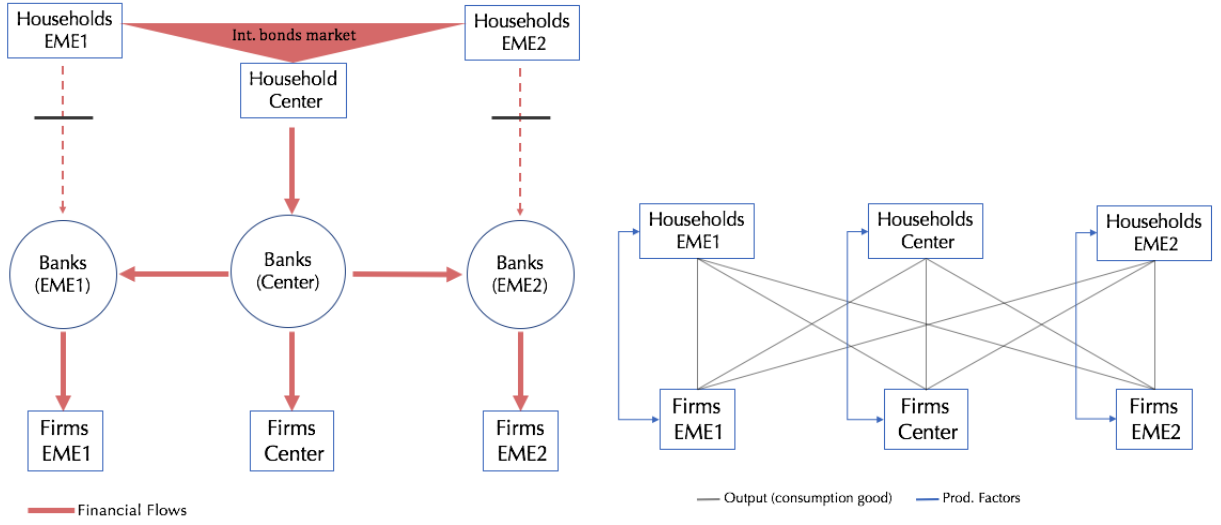 Households
EME1
Int. bonds market
Households
EME2
Household
Center
Banks
(EME1)
Banks
(Center)
Banks
(EME2)
Firms
EME1
Firms
Center
Firms
EME2
Financial Flows
Households
EME1
Households
Center
Households
EME2
Firms
EME1
Firms
Center
Firms
EME2
Output (consumption good)
Prod. Factors